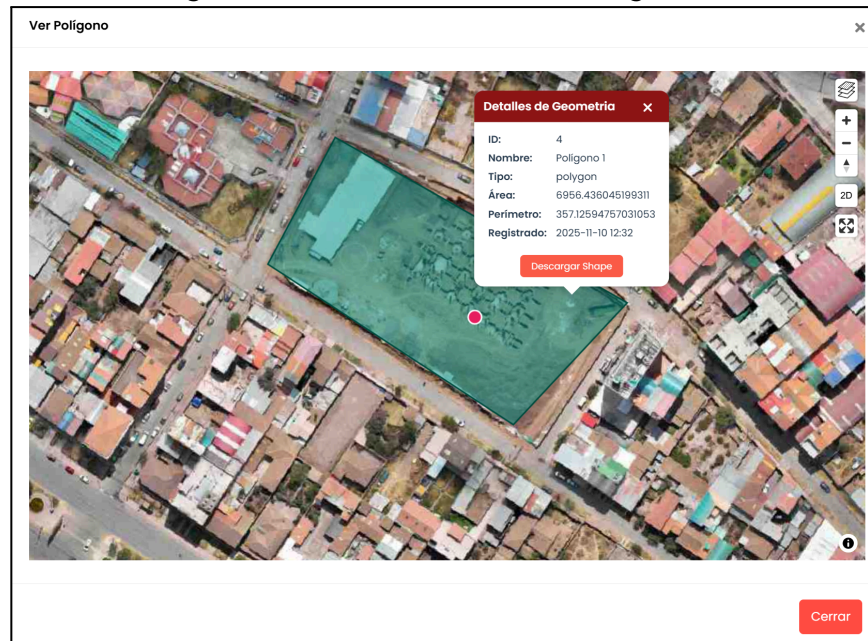 Ver Polígono
×
Detalles de Geometria ×
ID: 4
Nombre: Polígono 1
Tipo: polygon
Área: 6956.436045199311
Perímetro: 357.12594757031053
Registrado: 2025-11-10 12:32
Descargar Shape
+
−
2D
i
Cerrar